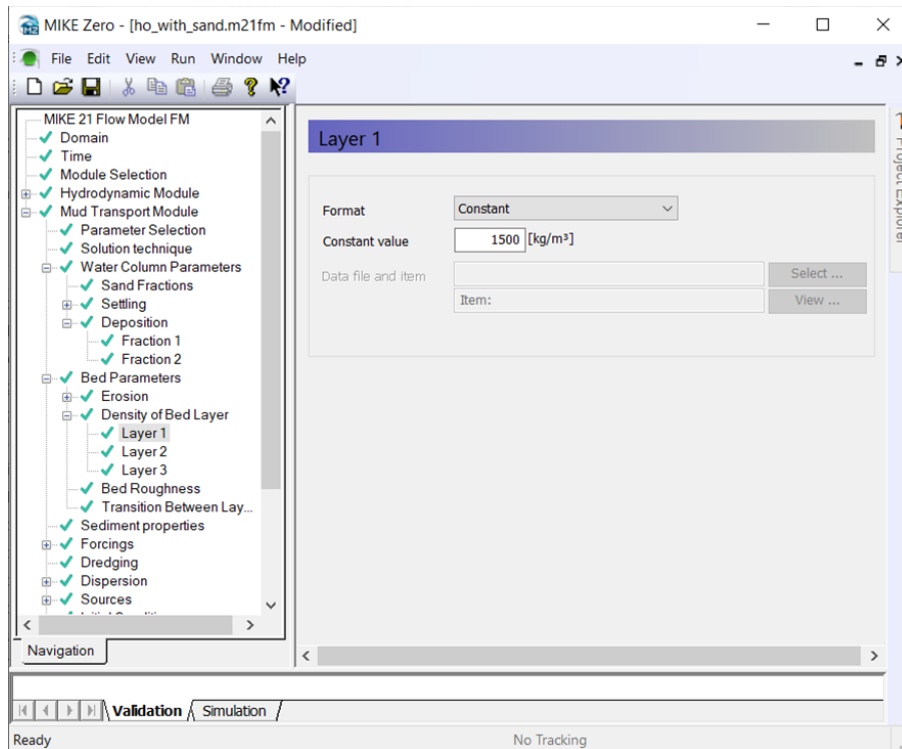 MIKE Zero - [ho_with_sand.m21fm - Modified]
File Edit View Run Window Help
MIKE 21 Flow Model FM
Domain
Time
Module Selection
Hydrodynamic Module
Mud Transport Module
Parameter Selection
Solution technique
Water Column Parameters
Sand Fractions
Settling
Deposition
Fraction 1
Fraction 2
Bed Parameters
Erosion
Density of Bed Layer
Layer 1
Layer 2
Layer 3
Bed Roughness
Transition Between Lay...
Sediment properties
Forcings
Dredging
Dispersion
Sources
Navigation
Layer 1
Format Constant
Constant value 1500 [kg/m³]
Data file and item Select ...
Item: View ...
Project Explorer
Validation Simulation
Ready No Tracking